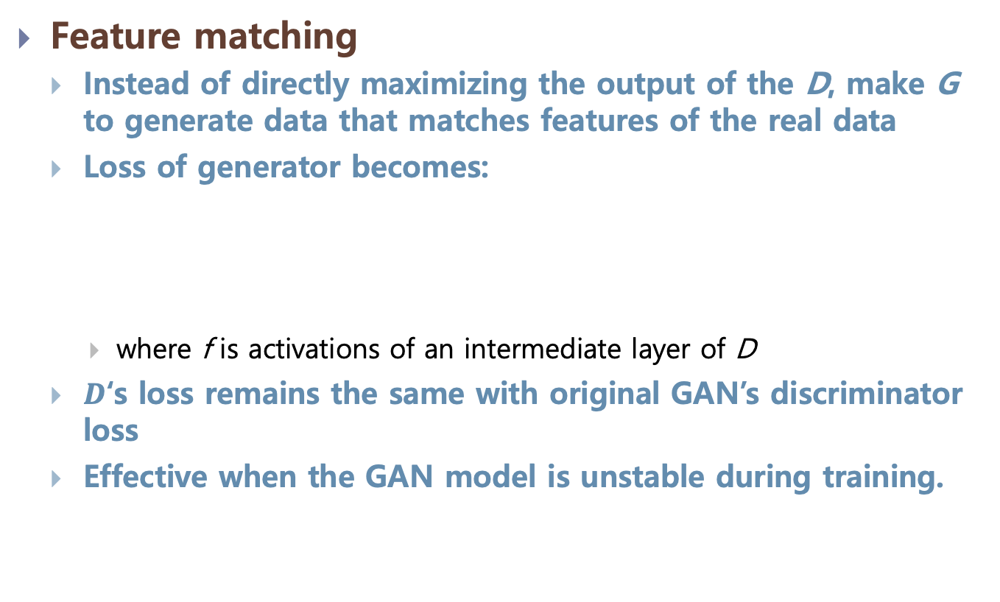 Feature matching
Instead of directly maximizing the output of the D, make G
to generate data that matches features of the real data
Loss of generator becomes:
where f is activations of an intermediate layer of D
D‘s loss remains the same with original GAN’s discriminator
loss
Effective when the GAN model is unstable during training.